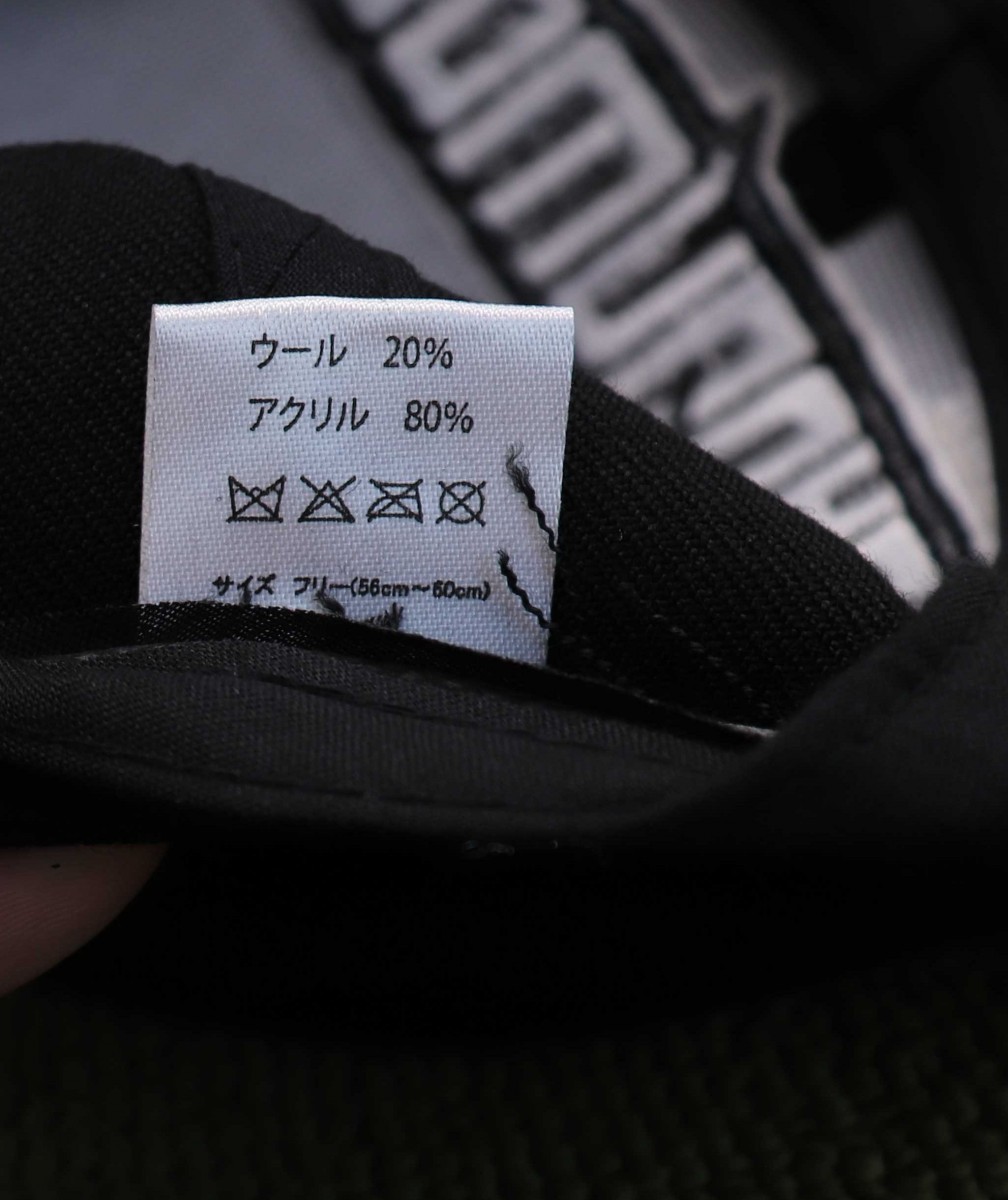 ウール 20%
アクリル 80%
サイズ フリー(56cm~60cm)